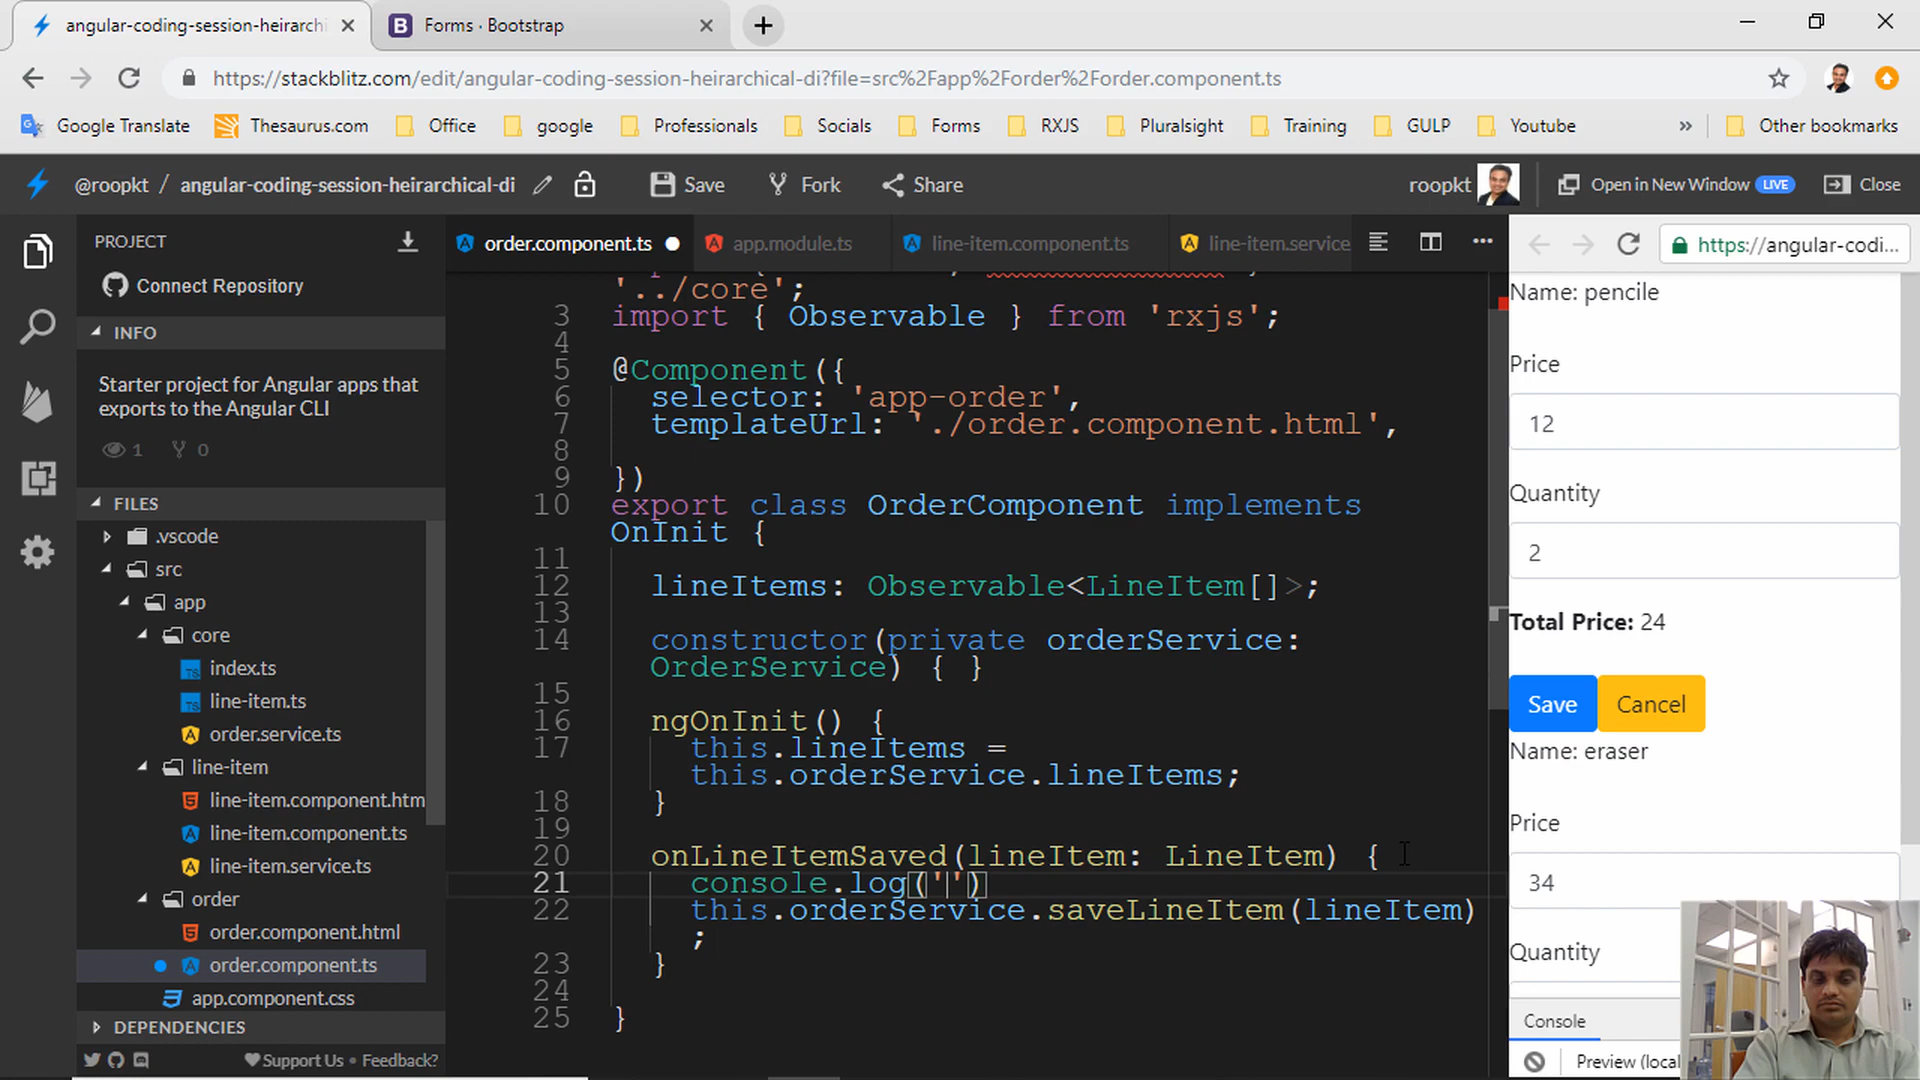 angular-coding-session-heirarchi
Forms · Bootstrap
https://stackblitz.com/edit/angular-coding-session-heirarchical-di?file=src%2Fapp%2Forder%2Forder.component.ts
Google Translate
Thesaurus.com
Office
google
Professionals
Socials
Forms
RXJS
Pluralsight
Training
GULP
Youtube
»
Other bookmarks
@roopkt / angular-coding-session-heirarchical-di
Save
Fork
Share
roopkt
Open in New Window LIVE
Close
PROJECT
Connect Repository
INFO
Starter project for Angular apps that
exports to the Angular CLI
1
0
FILES
.vscode
src
app
core
index.ts
line-item.ts
order.service.ts
line-item
line-item.component.htm
line-item.component.ts
line-item.service.ts
order
order.component.html
order.component.ts
app.component.css
DEPENDENCIES
Support Us • Feedback?
order.component.ts
app.module.ts
line-item.component.ts
line-item.service
'../core';
3 import { Observable } from 'rxjs';
4
5 @Component({
6 selector: 'app-order',
7 templateUrl: './order.component.html',
8
9 })
10 export class OrderComponent implements
OnInit {
11
12 lineItems: Observable<LineItem[]>;
13
14 constructor(private orderService:
OrderService) { }
15
16 ngOnInit() {
17 this.lineItems =
this.orderService.lineItems;
18 }
19
20 onLineItemSaved(lineItem: LineItem) {
21 console.log('')
22 this.orderService.saveLineItem(lineItem)
;
23 }
24
25 }
https://angular-codi...
Name: pencile
Price
12
Quantity
2
Total Price: 24
Save
Cancel
Name: eraser
Price
34
Quantity
Console
Preview (local